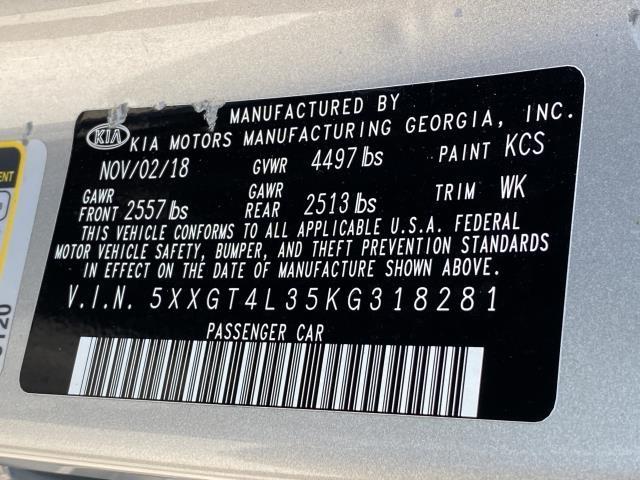 MANUFACTURED BY
KIA KIA MOTORS MANUFACTURING GEORGIA, INC.
NOV/02/18 GVWR 4497 lbs PAINT KCS
GAWR FRONT 2557 lbs GAWR REAR 2513 lbs TRIM WK
THIS VEHICLE CONFORMS TO ALL APPLICABLE U.S.A. FEDERAL
MOTOR VEHICLE SAFETY, BUMPER, AND THEFT PREVENTION STANDARDS
IN EFFECT ON THE DATE OF MANUFACTURE SHOWN ABOVE.
V.I.N. 5XXGT4L35KG318281
PASSENGER CAR